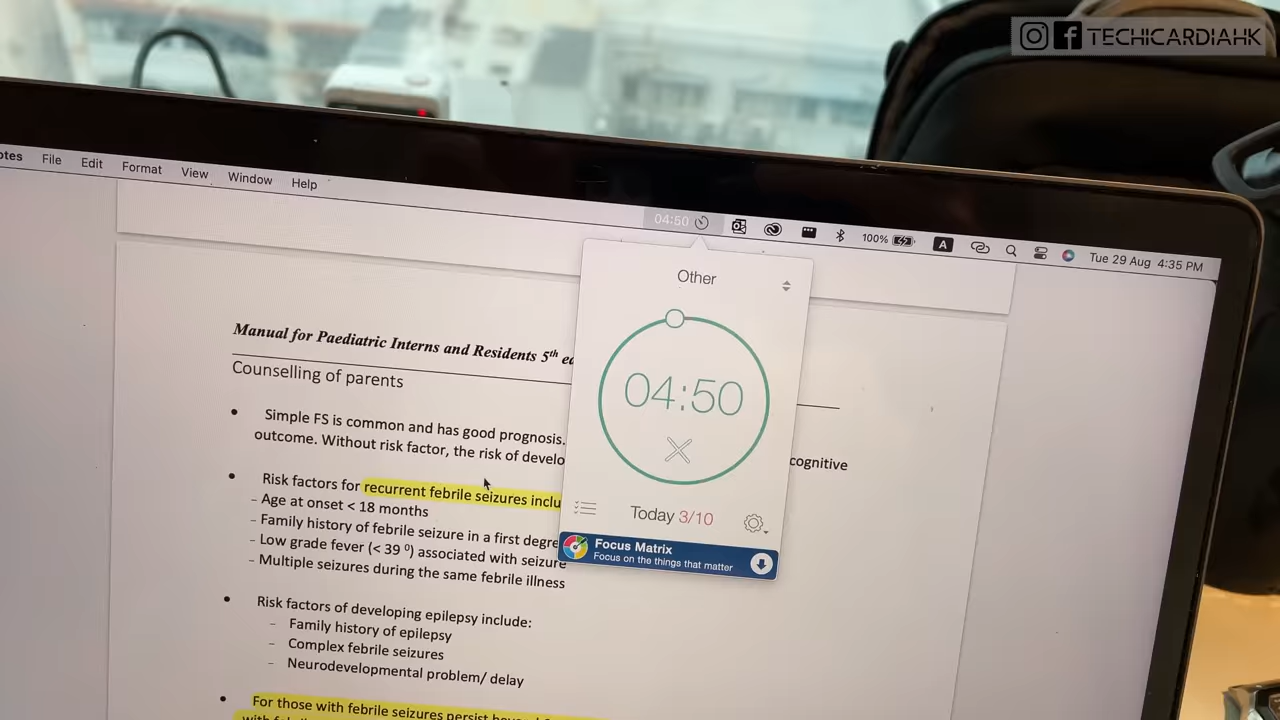 TECHICARDIAHK
otes File Edit Format View Window Help
04:50 100% A Tue 29 Aug 4:35 PM
Other
04:50
Today 3/10
Focus Matrix
Focus on the things that matter
Manual for Paediatric Interns and Residents 5th e
Counselling of parents
• Simple FS is common and has good prognosis.
outcome. Without risk factor, the risk of develo cognitive
• Risk factors for recurrent febrile seizures inclu
- Age at onset < 18 months
- Family history of febrile seizure in a first degre
- Low grade fever (< 39 º) associated with seizure
- Multiple seizures during the same febrile illness
• Risk factors of developing epilepsy include:
- Family history of epilepsy
- Complex febrile seizures
- Neurodevelopmental problem/ delay
• For those with febrile seizures persist